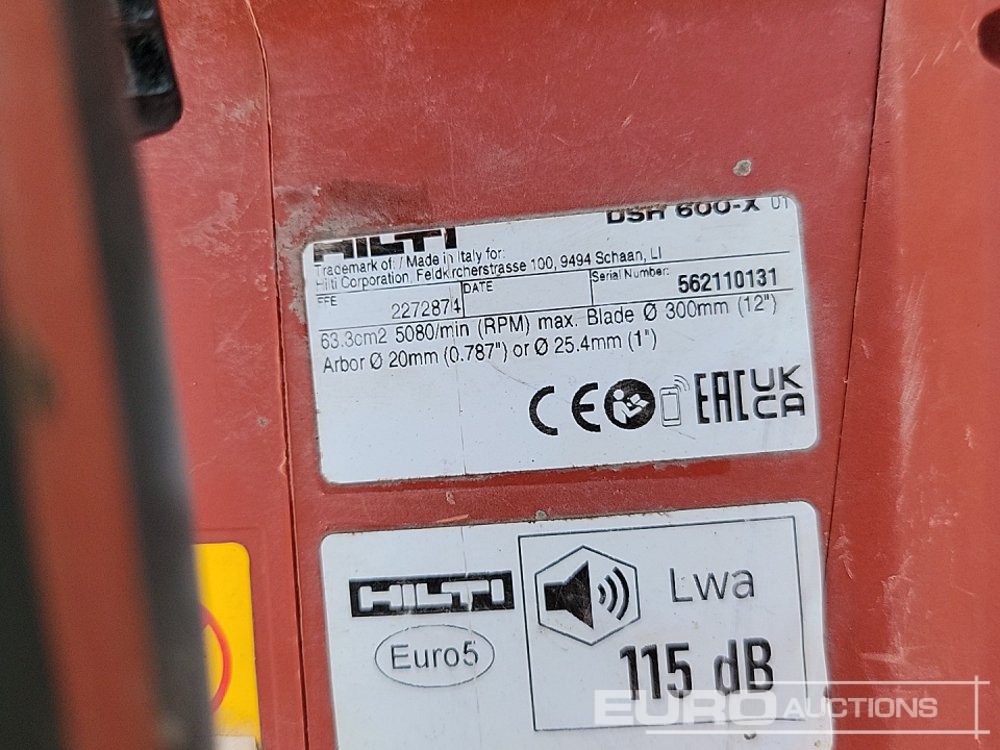 HILTI DSH 600-X 01
Trademark of: / Made in Italy for:
Hilti Corporation, Feldkircherstrasse 100, 9494 Schaan, LI
2272874 DATE Serial Number: 562110131
63.3cm2 5080/min (RPM) max. Blade Ø 300mm (12")
Arbor Ø 20mm (0.787") or Ø 25.4mm (1")
CE EAC UK
CA
HILTI
Euro5
Lwa
115 dB
EURO AUCTIONS